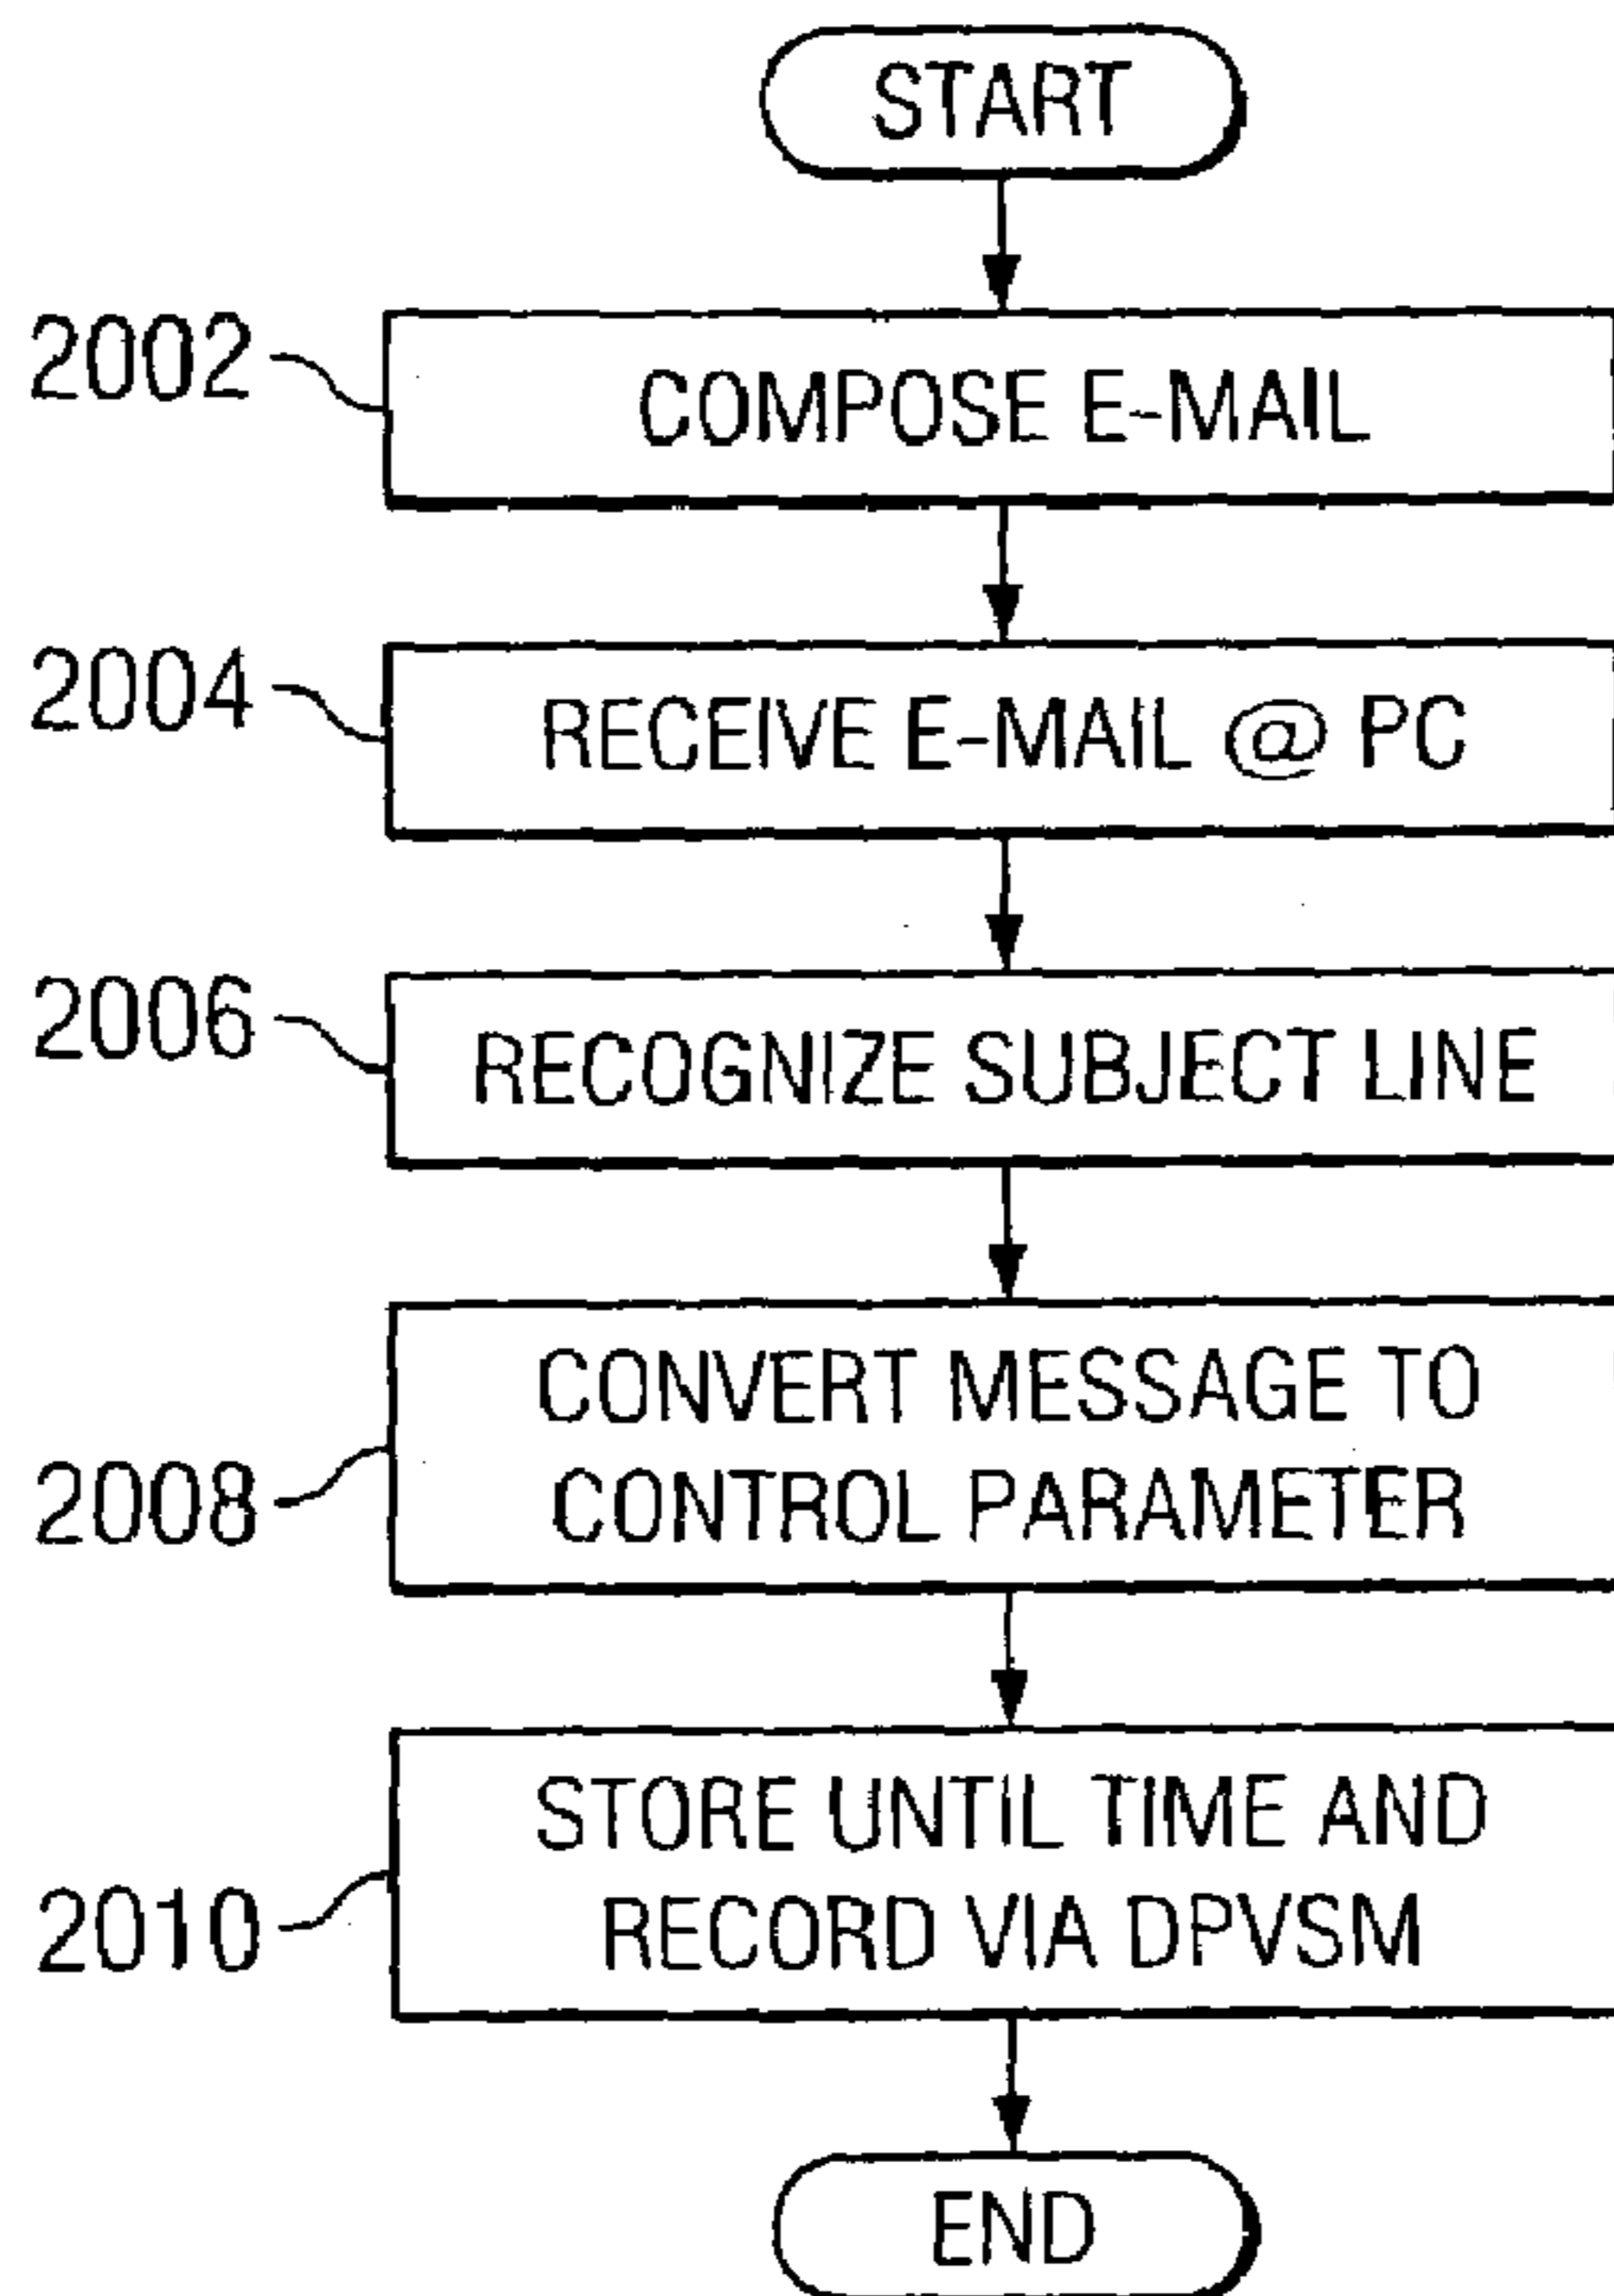 START
2002
COMPOSE E-MAIL
2004
RECEIVE E-MAIL @ PC
2006
RECOGNIZE SUBJECT LINE
2008
CONVERT MESSAGE TO
CONTROL PARAMETER
2010
STORE UNTIL TIME AND
RECORD VIA DPVSM
END